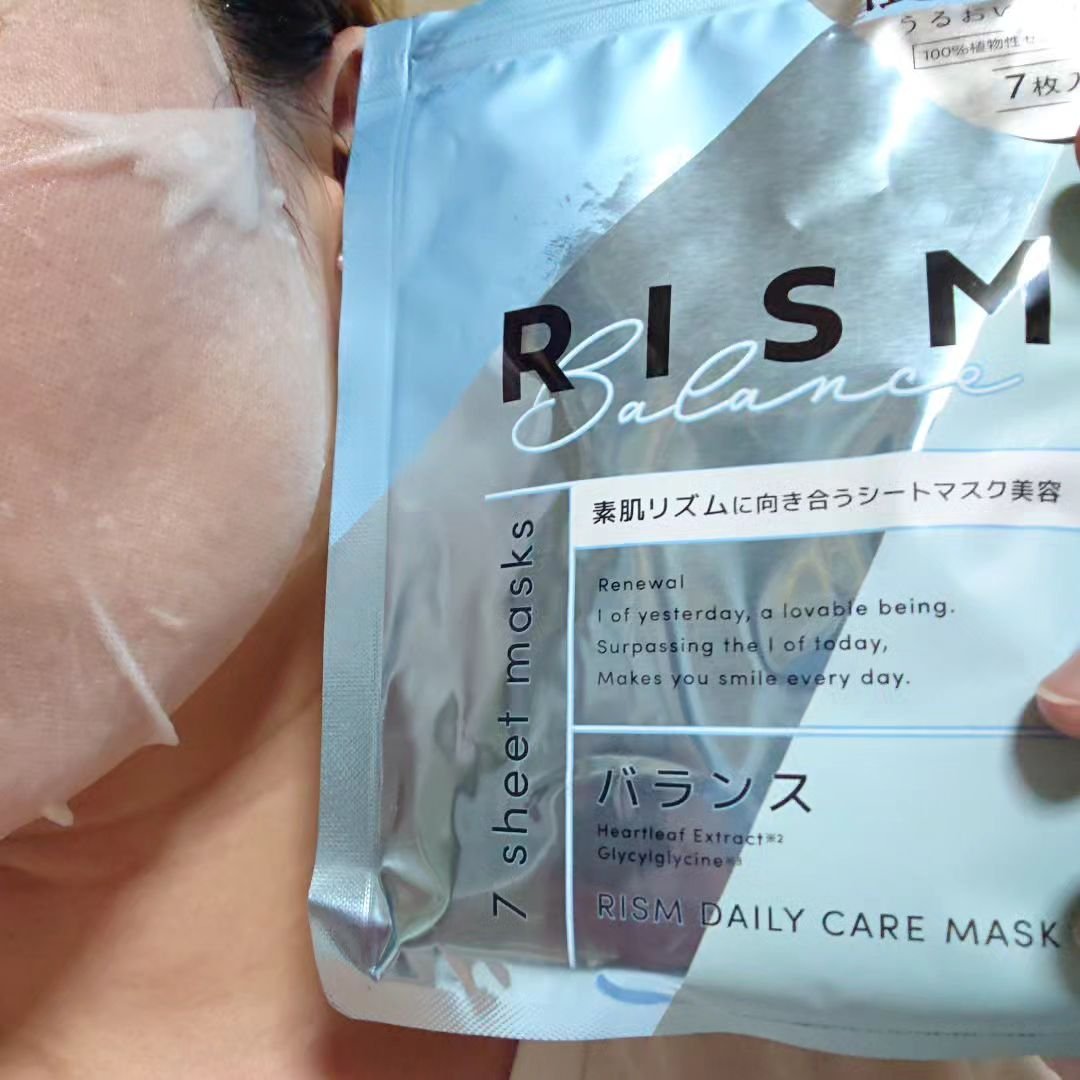 うるおい
100%植物性セ
7枚入
RISM
Balance
素肌リズムに向き合うシートマスク美容
7 sheet masks
Renewal
I of yesterday, a lovable being.
Surpassing the I of today,
Makes you smile every day.
バランス
Heartleaf Extract※2
Glycylglycine※3
RISM DAILY CARE MASK